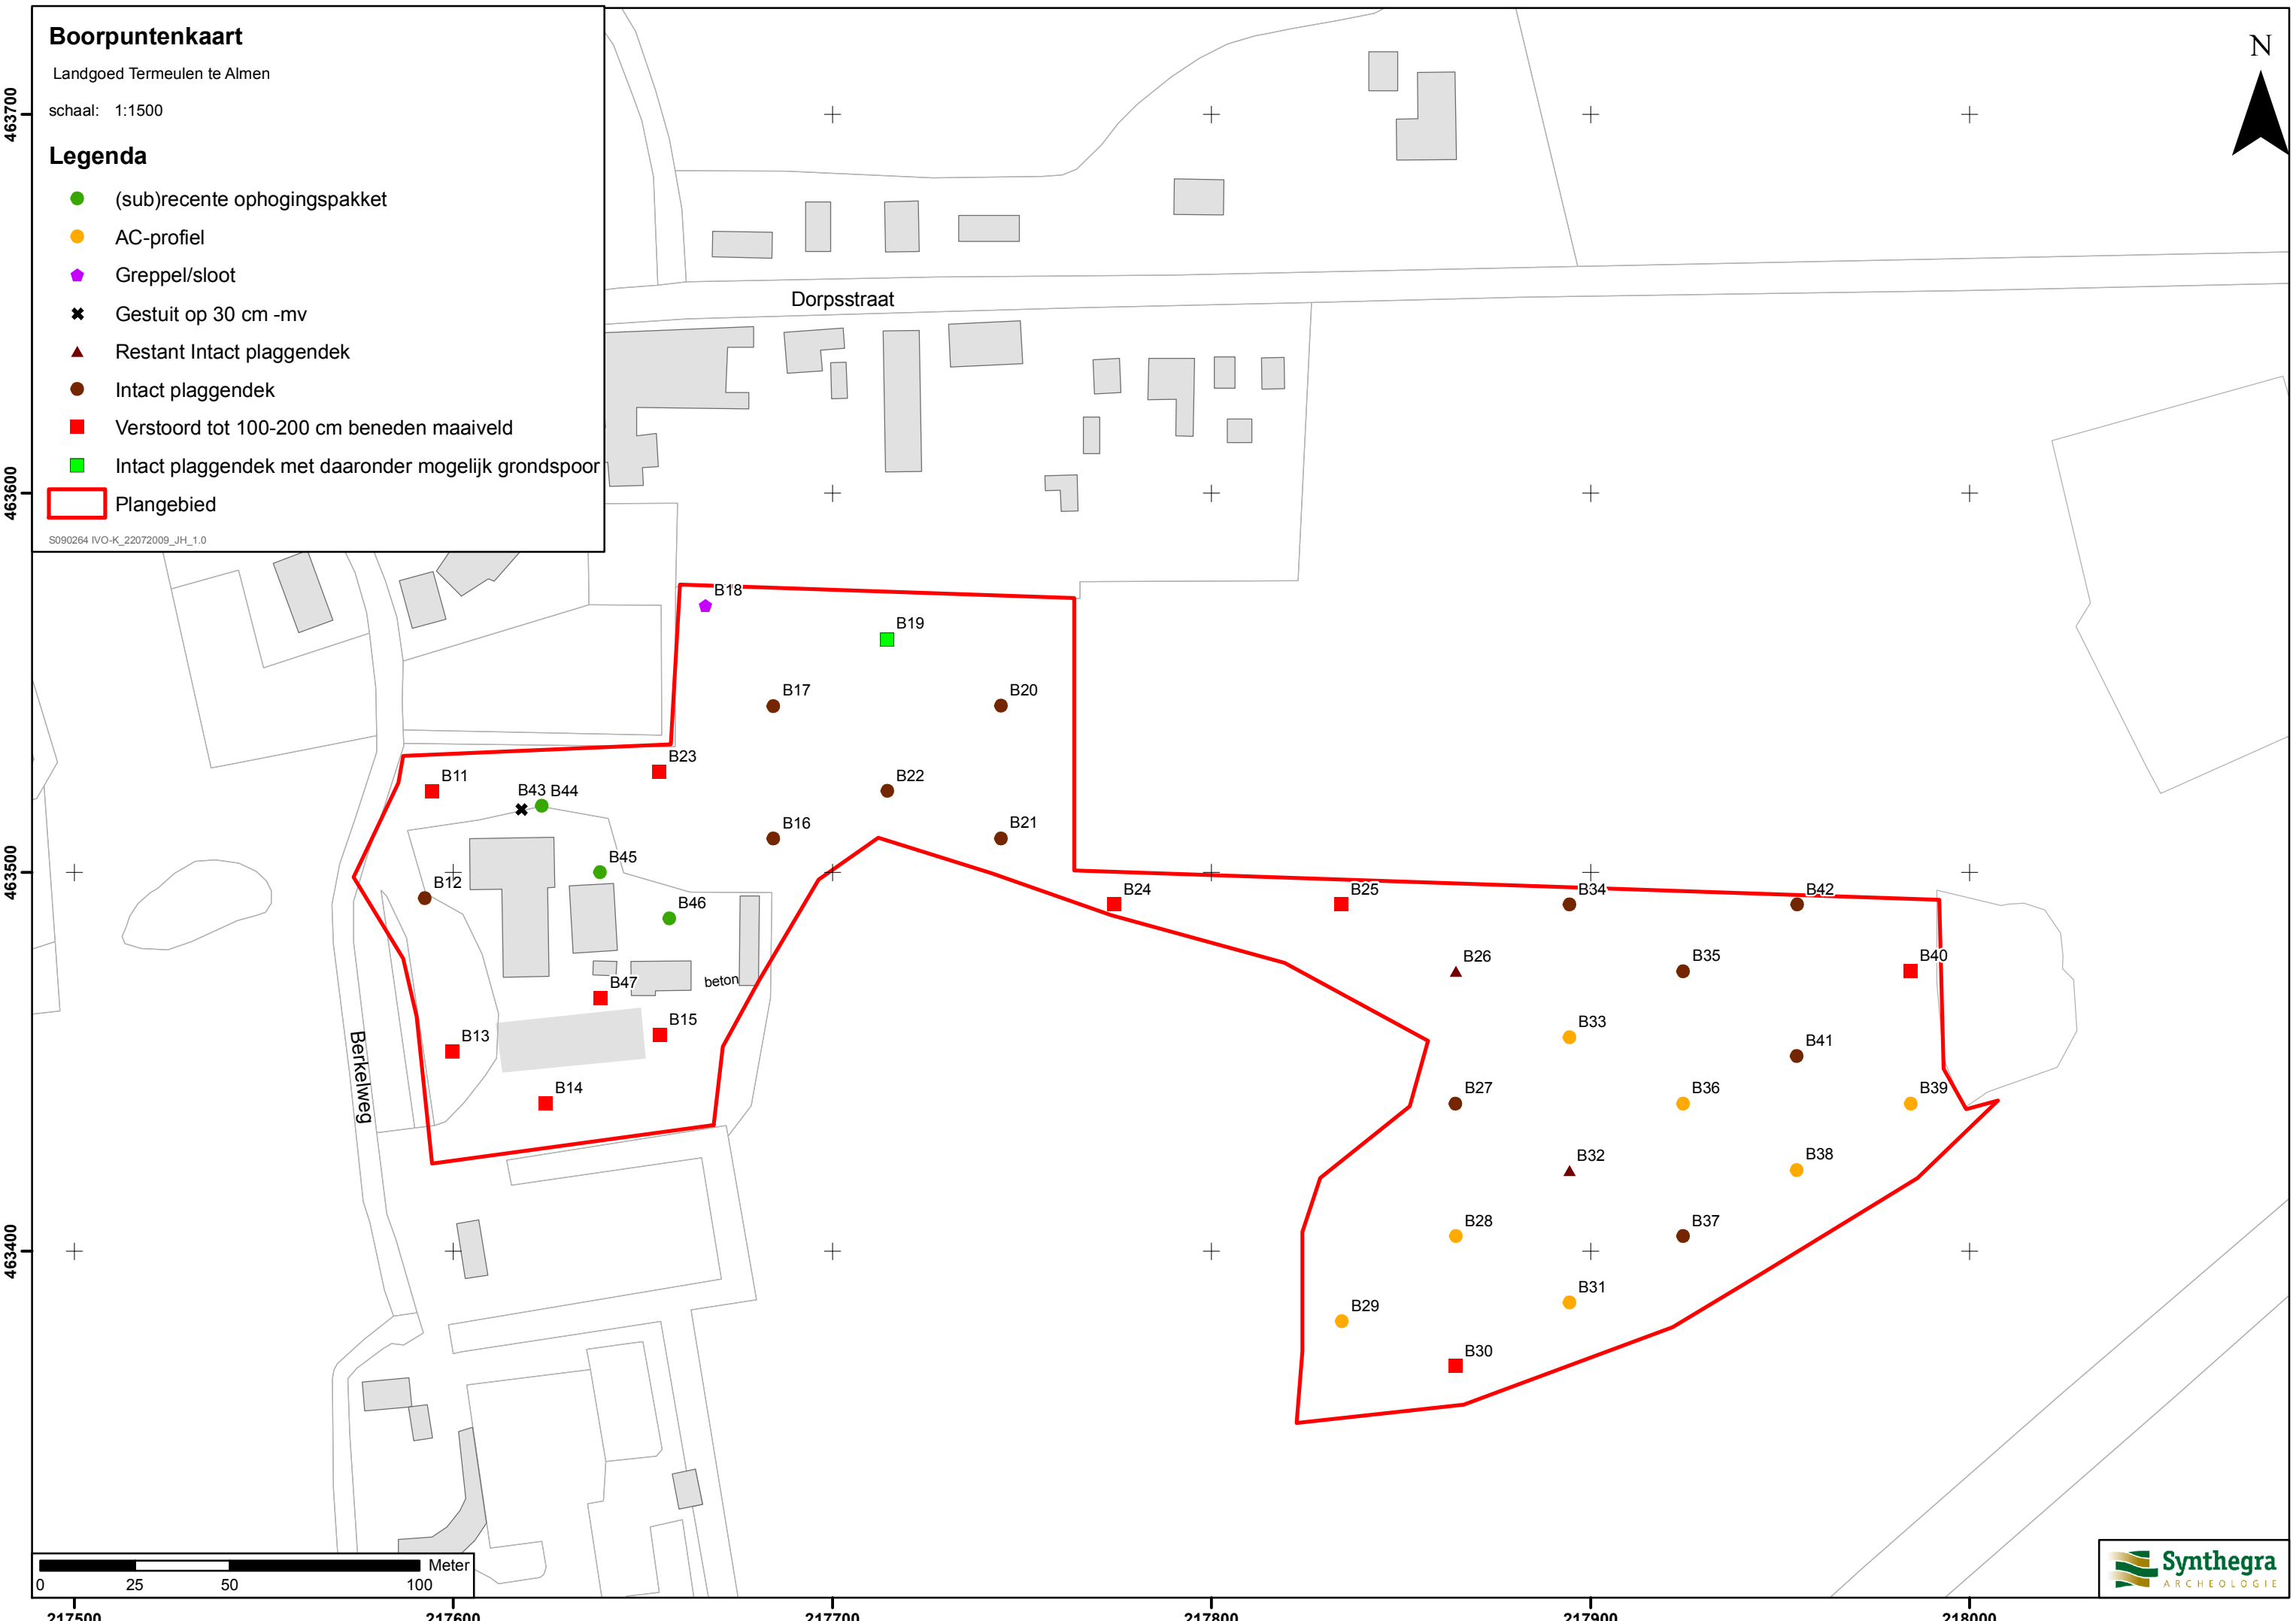 Boorpuntenkaart
Landgoed Termeulen te Almen
schaal: 1:1500
Legenda
(sub)recente ophogingspakket
AC-profiel
Greppel/sloot
Gestuit op 30 cm -mv
Restant Intact plaggendek
Intact plaggendek
Verstoord tot 100-200 cm beneden maaiveld
Intact plaggendek met daaronder mogelijk grondspoor
Plangebied
S090264 IVO-K_22072009_JH_1.0
N
463700
463600
463500
463400
Dorpsstraat
B18
B19
B17
B20
B23
B11
B22
B43 B44
B16
B21
B45
B12
B24
B25
B34
B42
B46
B26
B35
B40
B47
beton
B15
B33
B13
B41
Berkelweg
B14
B27
B36
B39
B32
B38
B28
B37
B31
B29
B30
Meter
0 25 50 100
Synthegra
ARCHEOLOGIE
217500 217600 217700 217800 217900 218000